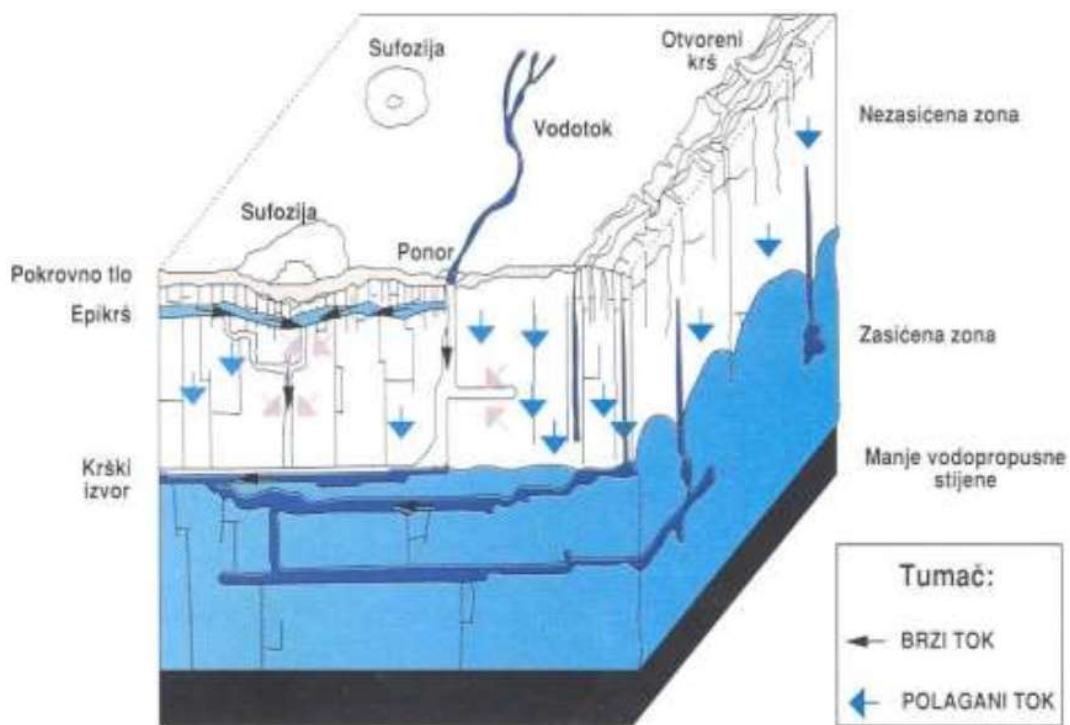 Sufozija
Otvoreni
krš
Nezasićena zona
Vodotok
Sufozija
Ponor
Pokrovno tlo
Epikrš
Zasićena zona
Krški
izvor
Manje vodopropusne
stijene
Tumač:
BRZI TOK
POLAGANI TOK